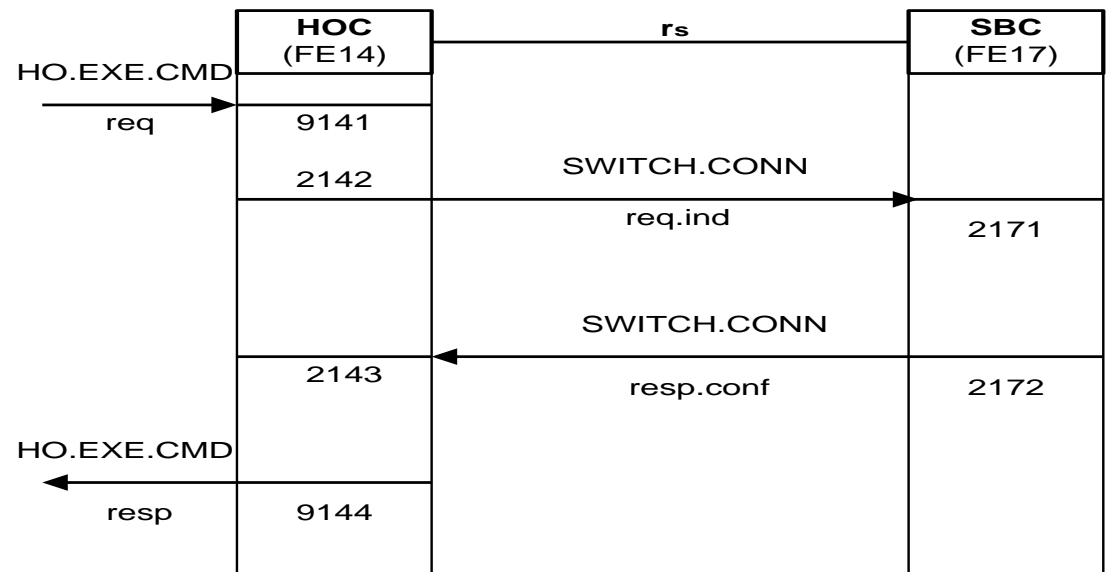 HOC
(FE14)
rs
SBC
(FE17)
HO.EXE.CMD
req
9141
2142
SWITCH.CONN
req.ind
2171
SWITCH.CONN
2143
resp.conf
2172
HO.EXE.CMD
resp
9144